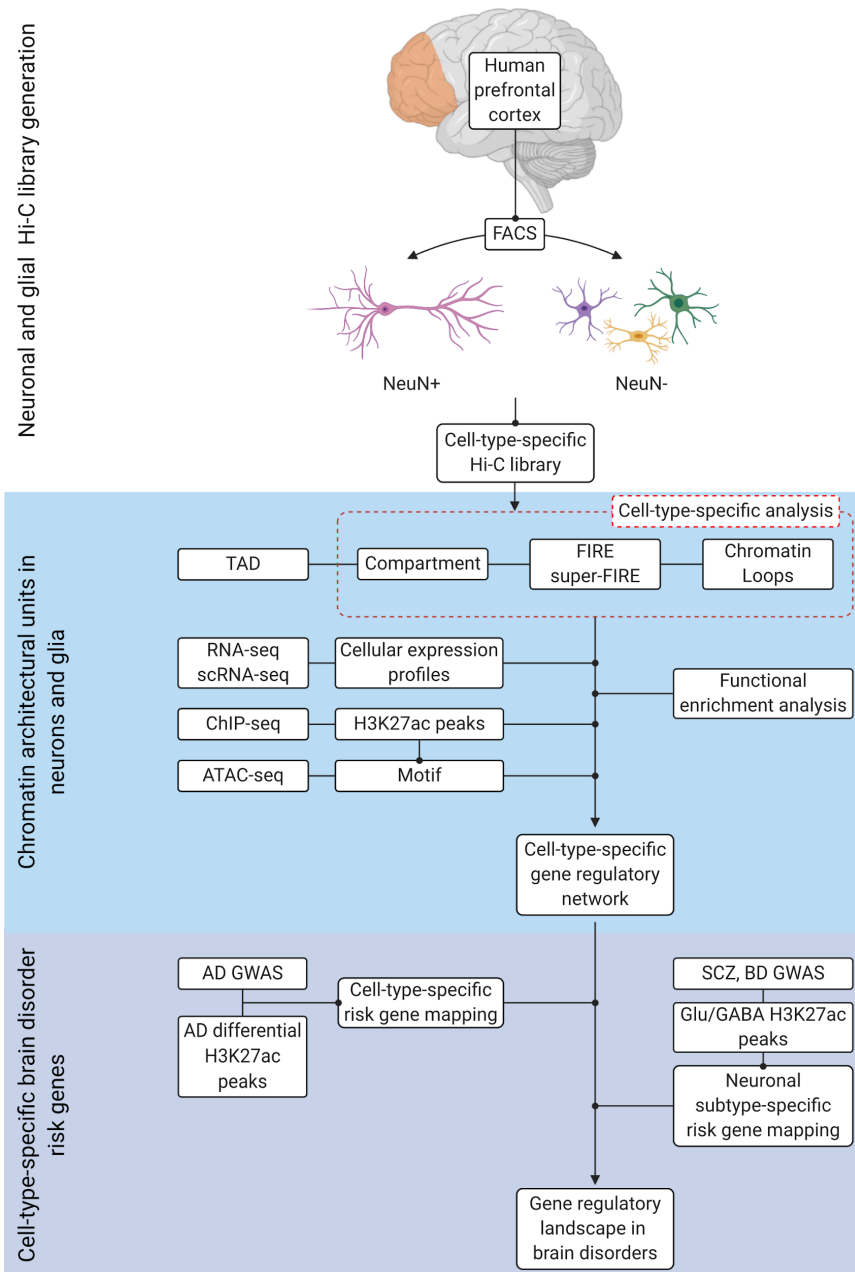 Neuronal and glial Hi-C library generation
Human
prefrontal
cortex
FACS
NeuN+
NeuN-
Cell-type-specific
Hi-C library
Chromatin architectural units in
neurons and glia
Cell-type-specific analysis
TAD
Compartment
FIRE
super-FIRE
Chromatin
Loops
RNA-seq
scRNA-seq
Cellular expression
profiles
Functional
enrichment analysis
ChIP-seq
H3K27ac peaks
ATAC-seq
Motif
Cell-type-specific
gene regulatory
network
Cell-type-specific brain disorder
risk genes
AD GWAS
AD differential
H3K27ac
peaks
Cell-type-specific
risk gene mapping
SCZ, BD GWAS
Glu/GABA H3K27ac
peaks
Neuronal
subtype-specific
risk gene mapping
Gene regulatory
landscape in
brain disorders